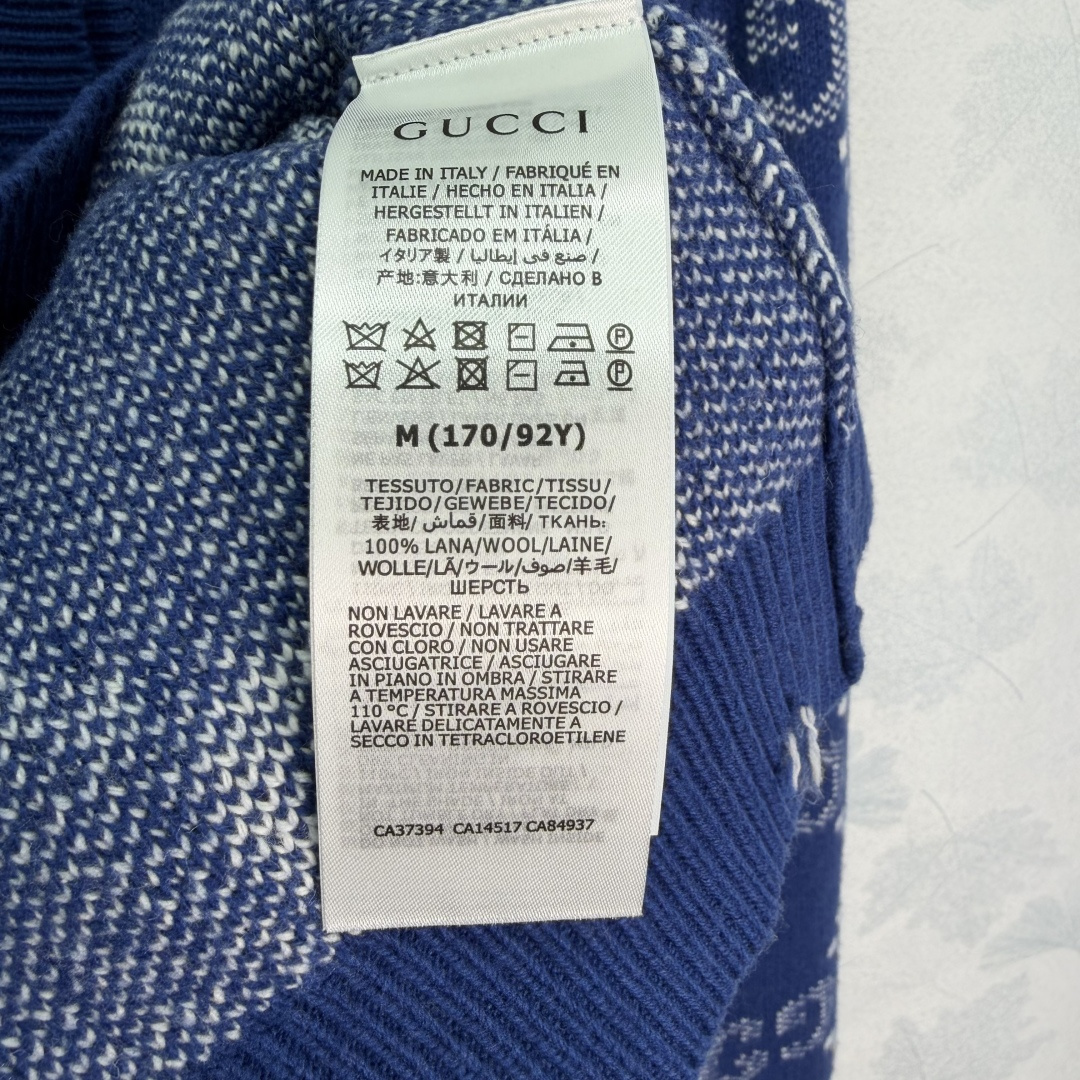 GUCCI
MADE IN ITALY / FABRIQUÉ EN
ITALIE / HECHO EN ITALIA /
HERGESTELLT IN ITALIEN /
FABRICADO EM ITÁLIA /
イタリア製 / صنع في إيطاليا /
产地:意大利 / СДЕЛАНО В
ИТАЛИИ
M (170/92Y)
TESSUTO/FABRIC/TISSU/
TEJIDO/GEWEBE/TECIDO/
表地/ قماش/面料/ ТКАНЬ:
100% LANA/WOOL/LAINE/
WOLLE/LÃ/ウール/صوف/羊毛/
ШЕРСТЬ
NON LAVARE / LAVARE A
ROVESCIO / NON TRATTARE
CON CLORO / NON USARE
ASCIUGATRICE / ASCIUGARE
IN PIANO IN OMBRA / STIRARE
A TEMPERATURA MASSIMA
110 °C / STIRARE A ROVESCIO /
LAVARE DELICATAMENTE A
SECCO IN TETRACLOROETILENE
CA37394 CA14517 CA84937